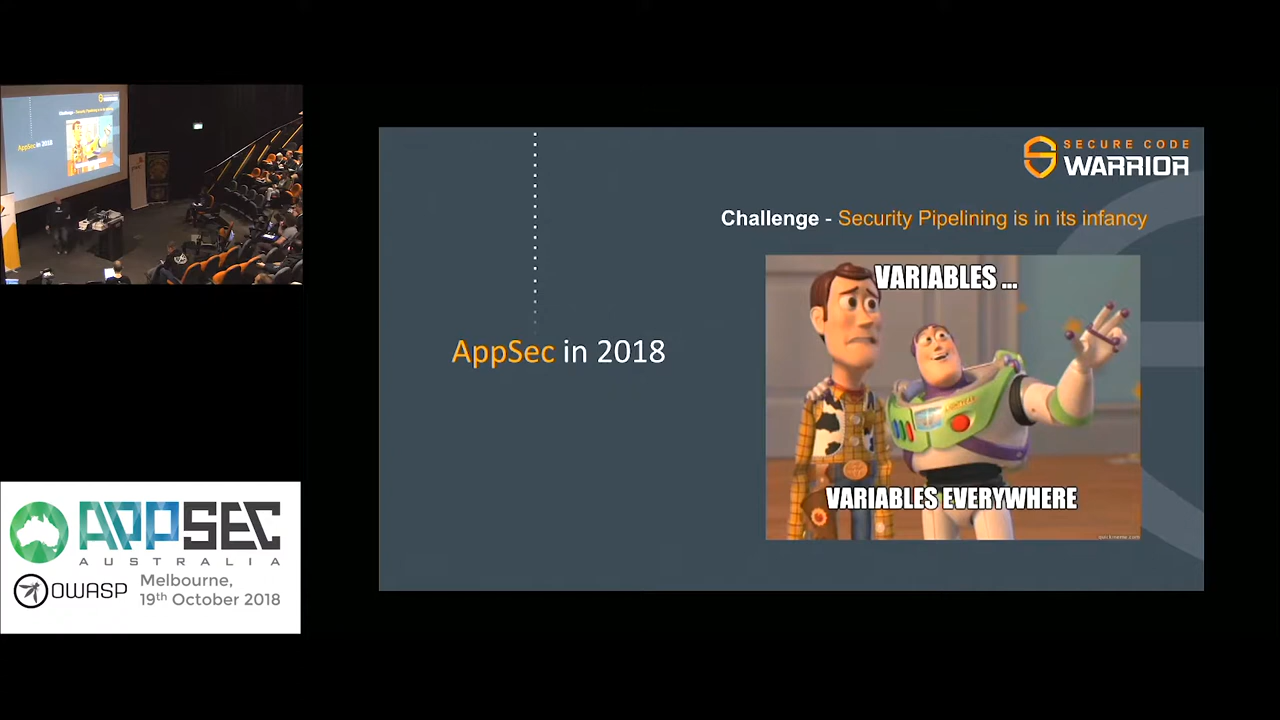 SECURE CODE
WARRIOR
Challenge - Security Pipelining is in its infancy
VARIABLES ...
AppSec in 2018
LIGHTYEAR
VARIABLES EVERYWHERE
APPSEC
AUSTRALIA
OWASP
Melbourne,
19th October 2018
AppSec in 2018